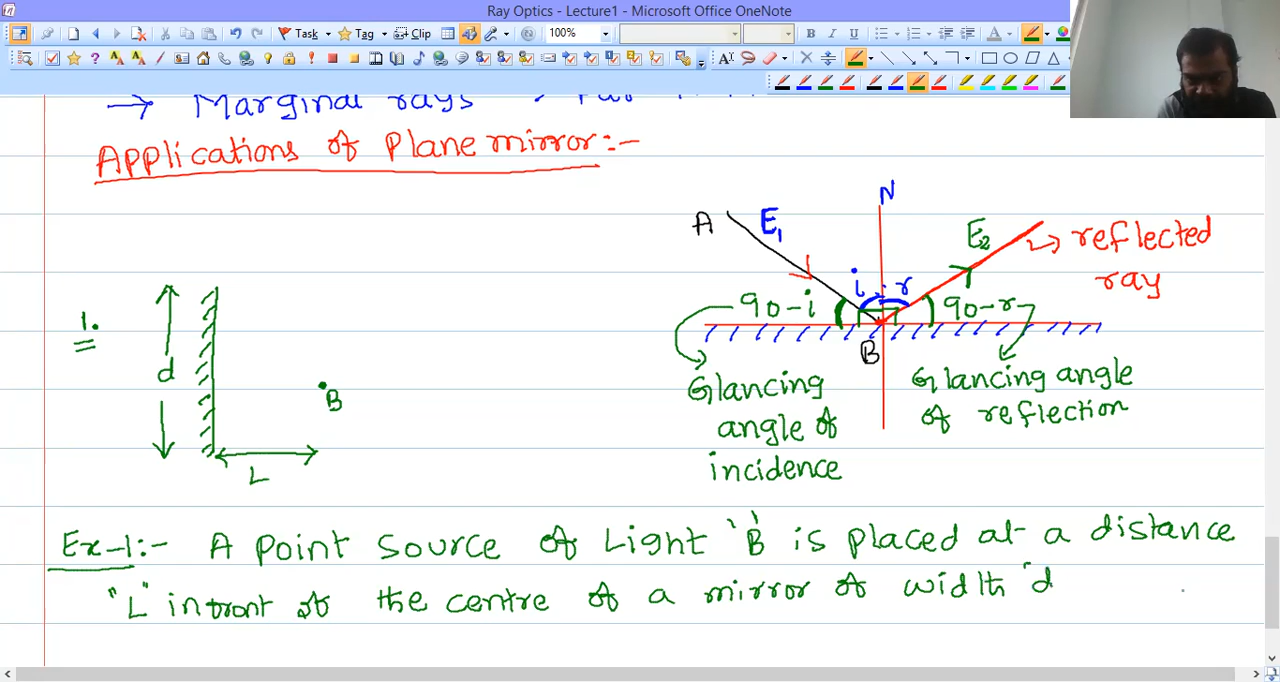 Ray Optics - Lecture1 - Microsoft OneNote
Task
Tag
Clip
100%
B I U
→ Marginal rays
Applications of Plane mirror:-
N
A
E1
E2
reflected
ray
i
r
90-i
90-r
B
Glancing
angle of
incidence
Glancing angle
of reflection
1.
d
B
L
Ex-1:- A point source of Light 'B' is placed at a distance
"L" infront of the centre of a mirror of width 'd